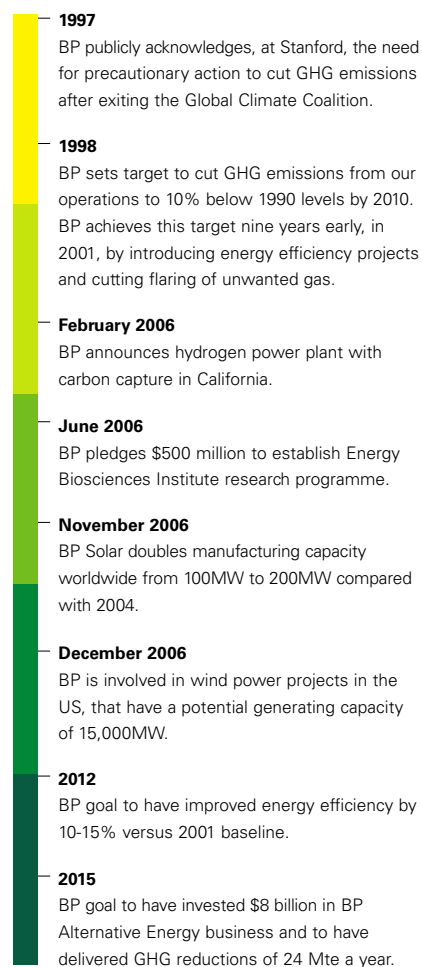 1997
BP publicly acknowledges, at Stanford, the need
for precautionary action to cut GHG emissions
after exiting the Global Climate Coalition.
1998
BP sets target to cut GHG emissions from our
operations to 10% below 1990 levels by 2010.
BP achieves this target nine years early, in
2001, by introducing energy efficiency projects
and cutting flaring of unwanted gas.
February 2006
BP announces hydrogen power plant with
carbon capture in California.
June 2006
BP pledges $500 million to establish Energy
Biosciences Institute research programme.
November 2006
BP Solar doubles manufacturing capacity
worldwide from 100MW to 200MW compared
with 2004.
December 2006
BP is involved in wind power projects in the
US, that have a potential generating capacity
of 15,000MW.
2012
BP goal to have improved energy efficiency by
10-15% versus 2001 baseline.
2015
BP goal to have invested $8 billion in BP
Alternative Energy business and to have
delivered GHG reductions of 24 Mte a year.